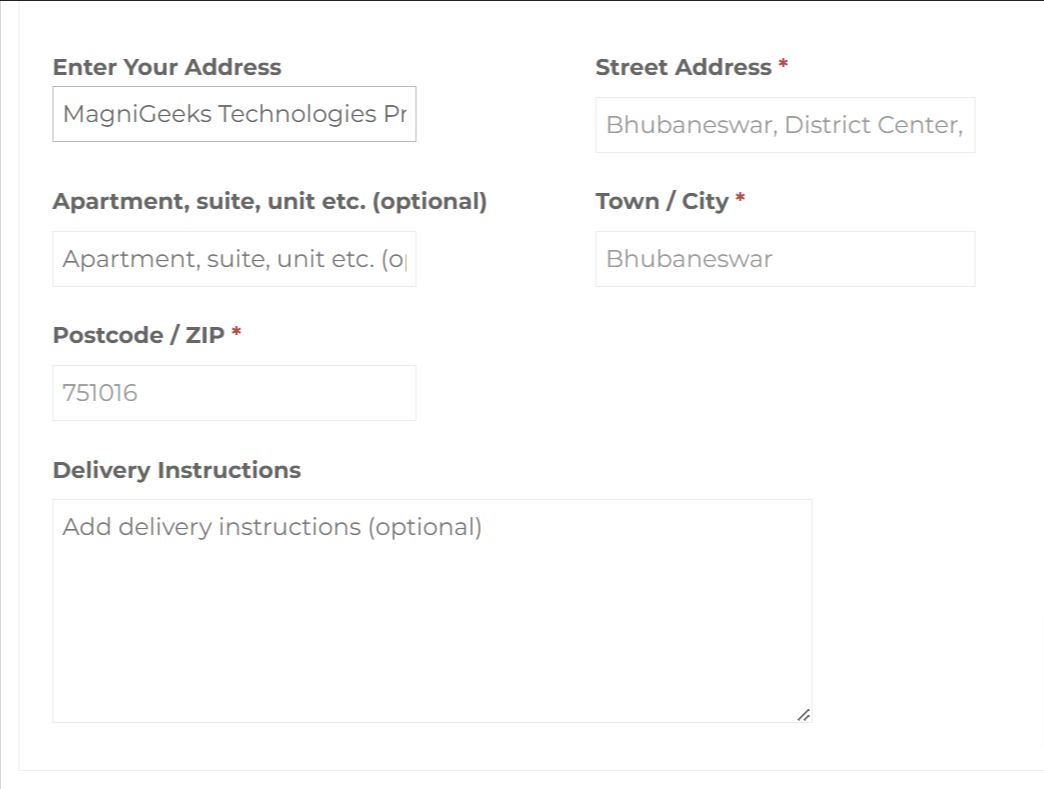 Enter Your Address
MagniGeeks Technologies Pr
Street Address *
Bhubaneswar, District Center,
Apartment, suite, unit etc. (optional)
Apartment, suite, unit etc. (o
Town / City *
Bhubaneswar
Postcode / ZIP *
751016
Delivery Instructions
Add delivery instructions (optional)